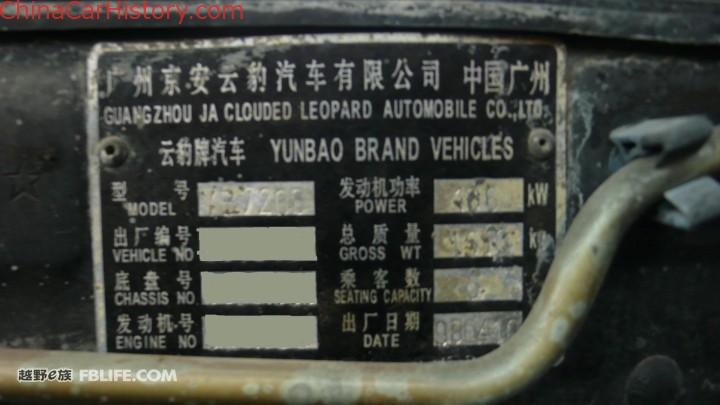 ChinaCarHistory.com
广州京安云豹汽车有限公司 中国广州
GUANGZHOU JA CLOUDED LEOPARD AUTOMOBILE CO.,LTD.
云豹牌汽车 YUNBAO BRAND VEHICLES
型号 发动机功率 kW
MODEL POWER
出厂编号 总质量 kg
VEHICLE NO GROSS WT
底盘号 乘客数
CHASSIS NO. SEATING CAPACITY
发动机号 出厂日期
ENGINE NO DATE
越野e族 FBLIFE.COM